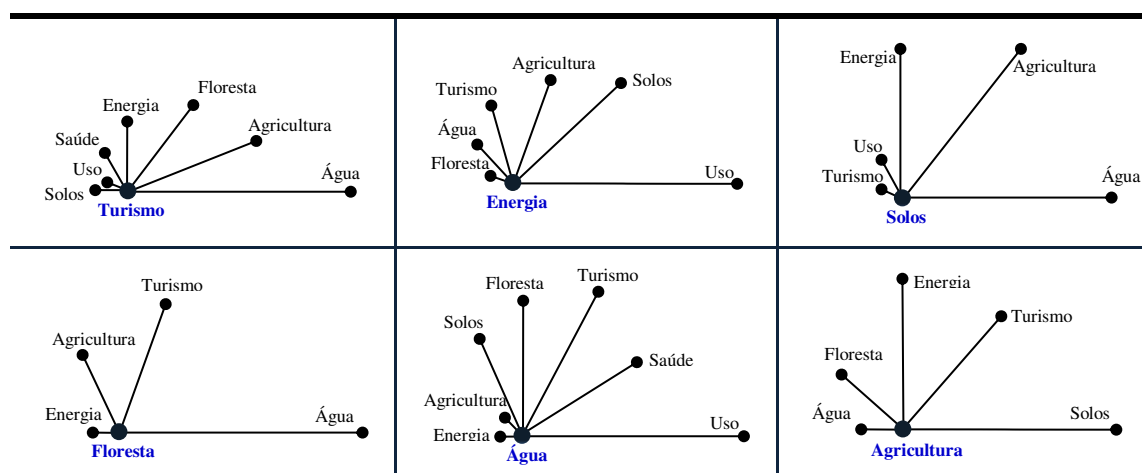 Floresta
Energia
Agricultura
Saúde
Uso
Água
Solos
Turismo
Agricultura
Solos
Turismo
Água
Floresta
Uso
Energia
Energia
Agricultura
Uso
Turismo
Água
Solos
Turismo
Agricultura
Energia
Água
Floresta
Turismo
Floresta
Solos
Saúde
Agricultura
Uso
Energia
Água
Energia
Turismo
Floresta
Água
Solos
Agricultura